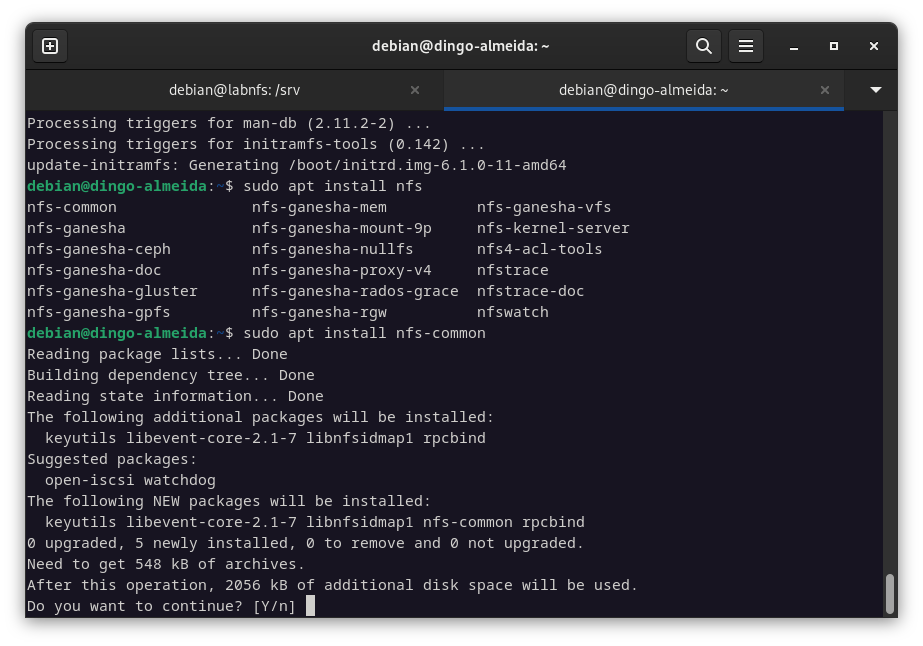 debian@dingo-almeida: ~
debian@labnfs: /srv
debian@dingo-almeida: ~
Processing triggers for man-db (2.11.2-2) ...
Processing triggers for initramfs-tools (0.142) ...
update-initramfs: Generating /boot/initrd.img-6.1.0-11-amd64
debian@dingo-almeida:~$ sudo apt install nfs
nfs-common nfs-ganesha-mem nfs-ganesha-vfs
nfs-ganesha nfs-ganesha-mount-9p nfs-kernel-server
nfs-ganesha-ceph nfs-ganesha-nullfs nfs4-acl-tools
nfs-ganesha-doc nfs-ganesha-proxy-v4 nfstrace
nfs-ganesha-gluster nfs-ganesha-rados-grace nfstrace-doc
nfs-ganesha-gpfs nfs-ganesha-rgw nfswatch
debian@dingo-almeida:~$ sudo apt install nfs-common
Reading package lists... Done
Building dependency tree... Done
Reading state information... Done
The following additional packages will be installed:
keyutils libevent-core-2.1-7 libnfsidmap1 rpcbind
Suggested packages:
open-iscsi watchdog
The following NEW packages will be installed:
keyutils libevent-core-2.1-7 libnfsidmap1 nfs-common rpcbind
0 upgraded, 5 newly installed, 0 to remove and 0 not upgraded.
Need to get 548 kB of archives.
After this operation, 2056 kB of additional disk space will be used.
Do you want to continue? [Y/n]